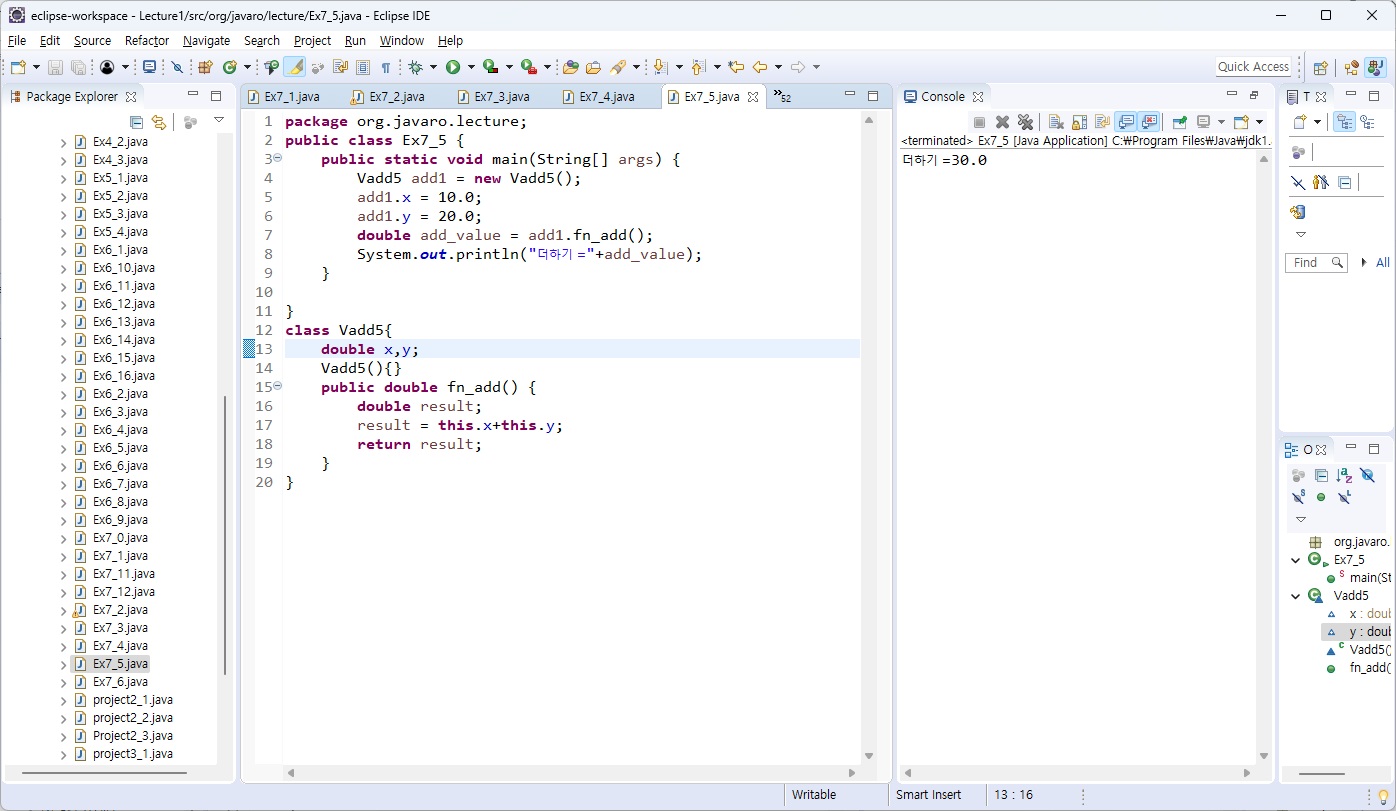 eclipse-workspace - Lecture1/src/org/javaro/lecture/Ex7_5.java - Eclipse IDE
File Edit Source Refactor Navigate Search Project Run Window Help
Quick Access
Package Explorer
Ex4_2.java
Ex4_3.java
Ex5_1.java
Ex5_2.java
Ex5_3.java
Ex5_4.java
Ex6_1.java
Ex6_10.java
Ex6_11.java
Ex6_12.java
Ex6_13.java
Ex6_14.java
Ex6_15.java
Ex6_16.java
Ex6_2.java
Ex6_3.java
Ex6_4.java
Ex6_5.java
Ex6_6.java
Ex6_7.java
Ex6_8.java
Ex6_9.java
Ex7_0.java
Ex7_1.java
Ex7_11.java
Ex7_12.java
Ex7_2.java
Ex7_3.java
Ex7_4.java
Ex7_5.java
Ex7_6.java
project2_1.java
project2_2.java
Project2_3.java
project3_1.java
Ex7_1.java Ex7_2.java Ex7_3.java Ex7_4.java Ex7_5.java »52
1 package org.javaro.lecture;
2 public class Ex7_5 {
3 public static void main(String[] args) {
4 Vadd5 add1 = new Vadd5();
5 add1.x = 10.0;
6 add1.y = 20.0;
7 double add_value = add1.fn_add();
8 System.out.println("더하기 ="+add_value);
9 }
10
11 }
12 class Vadd5{
13 double x,y;
14 Vadd5(){}
15 public double fn_add() {
16 double result;
17 result = this.x+this.y;
18 return result;
19 }
20 }
Console
<terminated> Ex7_5 [Java Application] C:\Program Files\Java\jdk1.
더하기 =30.0
T
Find All
O
org.javaro.
Ex7_5
main(St
Vadd5
x : doub
y : doub
Vadd5()
fn_add(
Writable Smart Insert 13 : 16